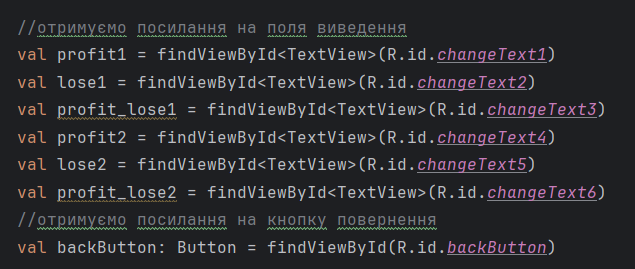 //отримуємо посилання на поля виведення
val profit1 = findViewById<TextView>(R.id.changeText1)
val lose1 = findViewById<TextView>(R.id.changeText2)
val profit_lose1 = findViewById<TextView>(R.id.changeText3)
val profit2 = findViewById<TextView>(R.id.changeText4)
val lose2 = findViewById<TextView>(R.id.changeText5)
val profit_lose2 = findViewById<TextView>(R.id.changeText6)
//отримуємо посилання на кнопку повернення
val backButton: Button = findViewById(R.id.backButton)